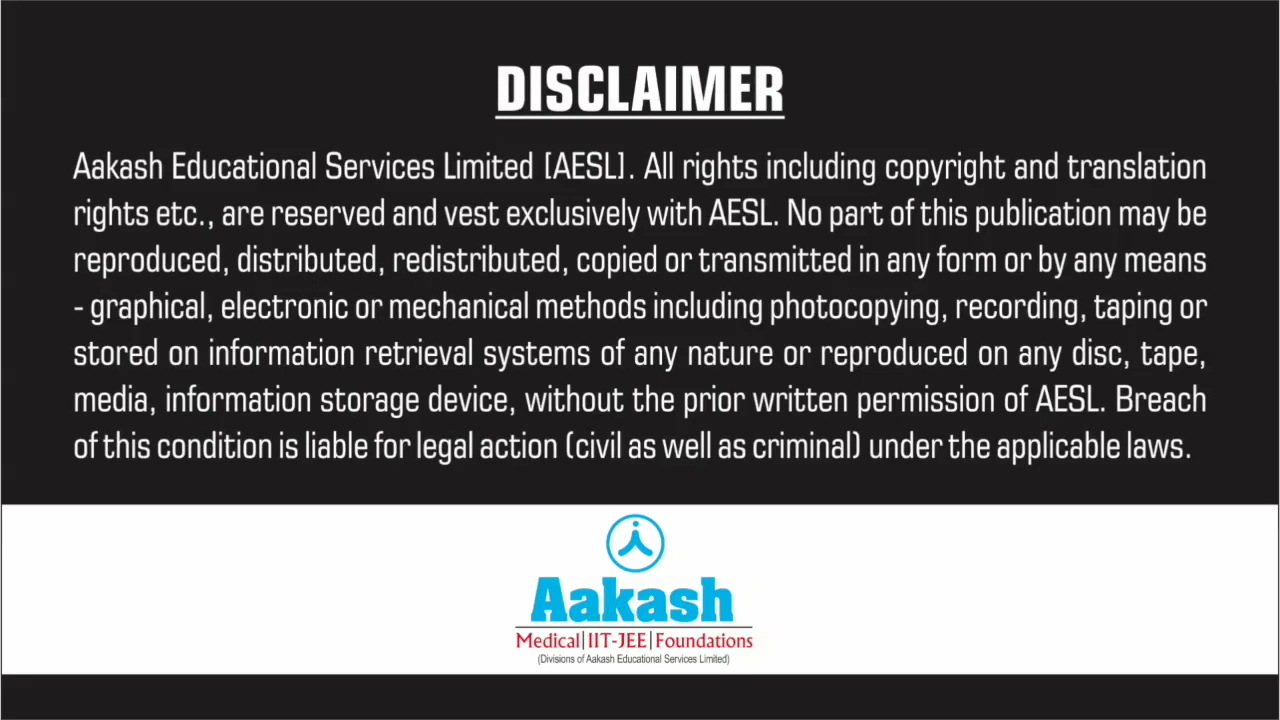 DISCLAIMER
Aakash Educational Services Limited [AESL]. All rights including copyright and translation
rights etc., are reserved and vest exclusively with AESL. No part of this publication may be
reproduced, distributed, redistributed, copied or transmitted in any form or by any means
- graphical, electronic or mechanical methods including photocopying, recording, taping or
stored on information retrieval systems of any nature or reproduced on any disc, tape,
media, information storage device, without the prior written permission of AESL. Breach
of this condition is liable for legal action (civil as well as criminal) under the applicable laws.
Aakash
Medical|IIT-JEE|Foundations
(Divisions of Aakash Educational Services Limited)